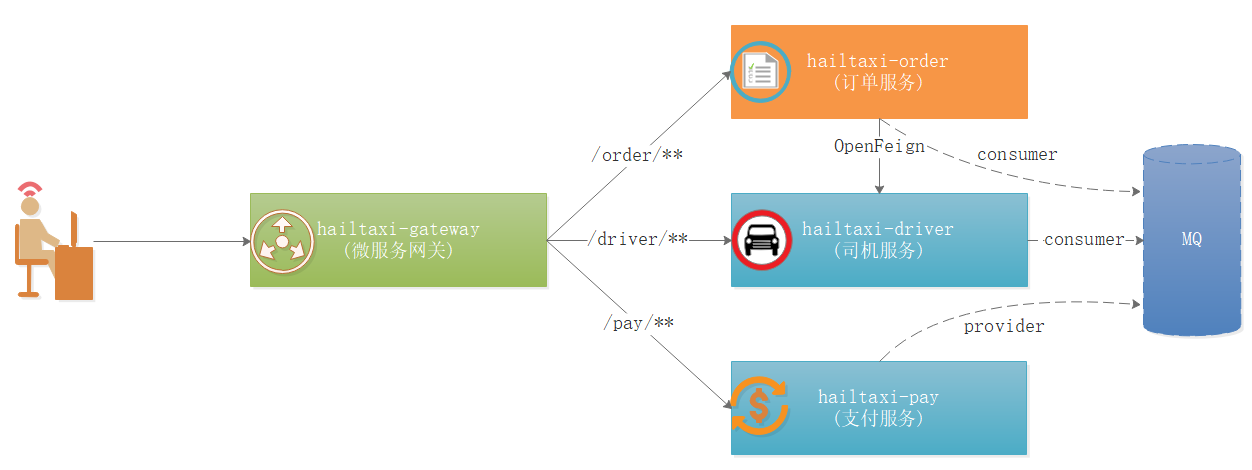 hailtaxi-order
(订单服务)
OpenFeign
consumer
/order/**
hailtaxi-gateway
(微服务网关)
/driver/**
hailtaxi-driver
(司机服务)
consumer
MQ
/pay/**
provider
hailtaxi-pay
(支付服务)